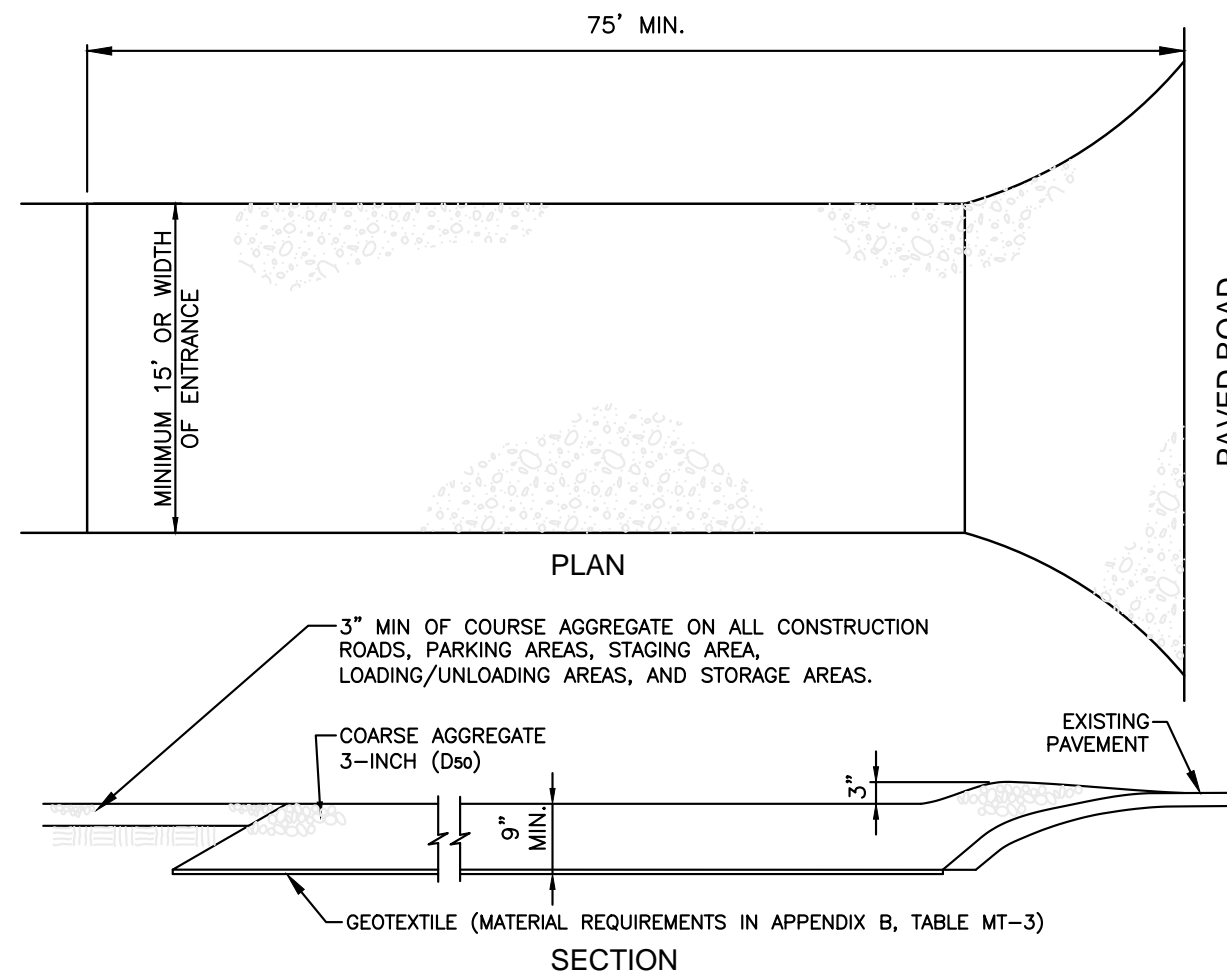 75' MIN.
MINIMUM 15' OR WIDTH
OF ENTRANCE
PAVED ROAD
PLAN
3" MIN OF COURSE AGGREGATE ON ALL CONSTRUCTION
ROADS, PARKING AREAS, STAGING AREA,
LOADING/UNLOADING AREAS, AND STORAGE AREAS.
COARSE AGGREGATE
3-INCH (D50)
EXISTING
PAVEMENT
3"
9"
MIN.
GEOTEXTILE (MATERIAL REQUIREMENTS IN APPENDIX B, TABLE MT-3)
SECTION